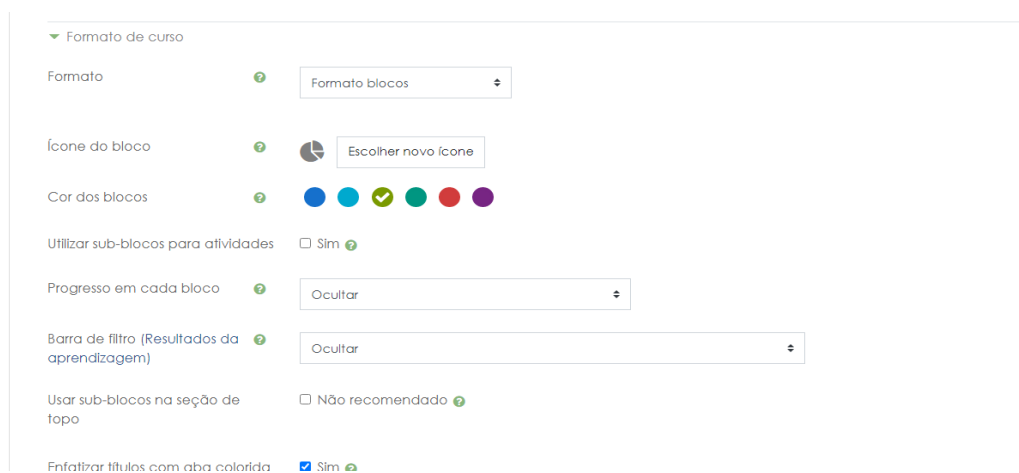 Formato de curso
Formato
Formato blocos
Ícone do bloco
Escolher novo ícone
Cor dos blocos
Utilizar sub-blocos para atividades
Sim
Progresso em cada bloco
Ocultar
Barra de filtro (Resultados da
aprendizagem)
Ocultar
Usar sub-blocos na seção de
topo
Não recomendado
Enfatizar títulos com aba colorida
Sim